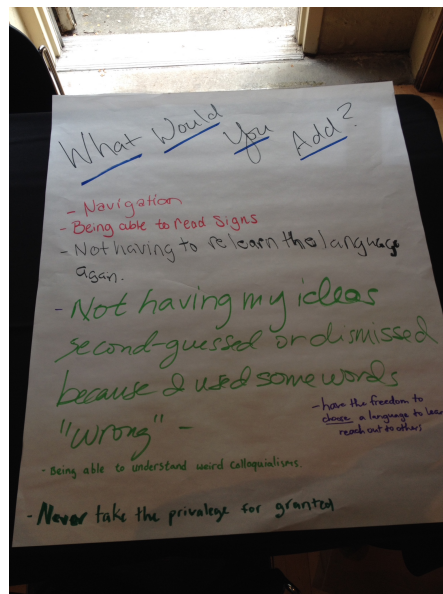 What Would You Add?
- Navigation
- Being able to read Signs
- Not having to relearn the language
again.
- Not having my ideas
second-guessed or dismissed
because I used some words
"wrong" -
- have the freedom to
choose a language to learn
reach out to others
- Being able to understand weird colloquialisms.
- Never take the privalege for granted